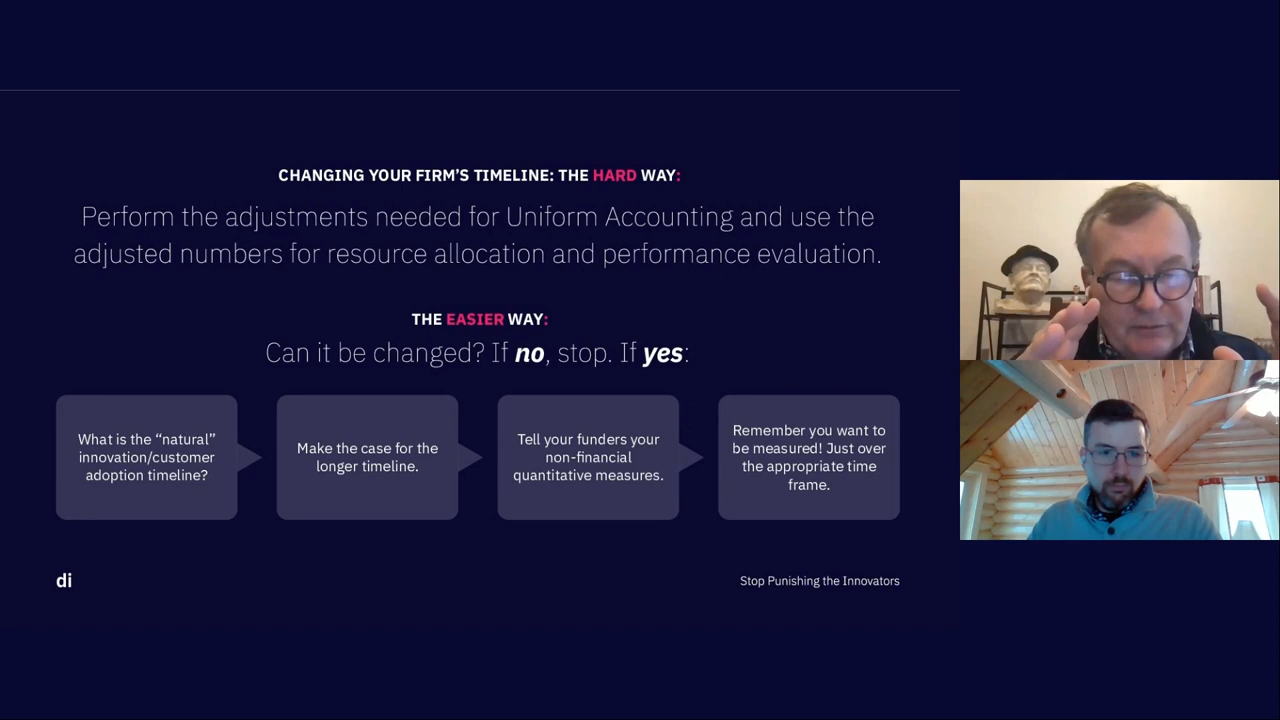 CHANGING YOUR FIRM’S TIMELINE: THE HARD WAY:
Perform the adjustments needed for Uniform Accounting and use the
adjusted numbers for resource allocation and performance evaluation.
THE EASIER WAY:
Can it be changed? If no, stop. If yes:
What is the “natural”
innovation/customer
adoption timeline?
Make the case for the
longer timeline.
Tell your funders your
non-financial
quantitative measures.
Remember you want to
be measured! Just over
the appropriate time
frame.
di
Stop Punishing the Innovators